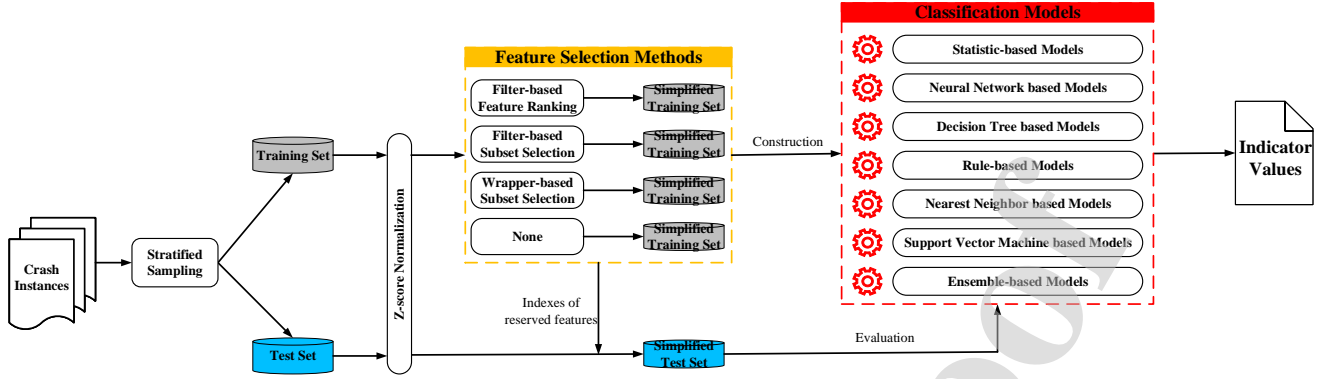 Classification Models
Feature Selection Methods
Statistic-based Models
Neural Network based Models
Decision Tree based Models
Rule-based Models
Nearest Neighbor based Models
Support Vector Machine based Models
Ensemble-based Models
Filter-based
Feature Ranking
Simplified
Training Set
Filter-based
Subset Selection
Simplified
Training Set
Wrapper-based
Subset Selection
Simplified
Training Set
None
Simplified
Training Set
Construction
Indicator
Values
Training Set
Crash
Instances
Stratified
Sampling
Z-score Normalization
Indexes of
reserved features
Test Set
Simplified
Test Set
Evaluation
oof